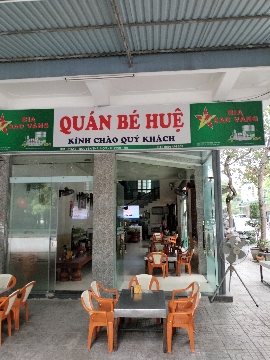 BIA
SAO VÀNG
QUÁN BÉ HUỆ
KÍNH CHÀO QUÝ KHÁCH
BIA
SAO VÀNG